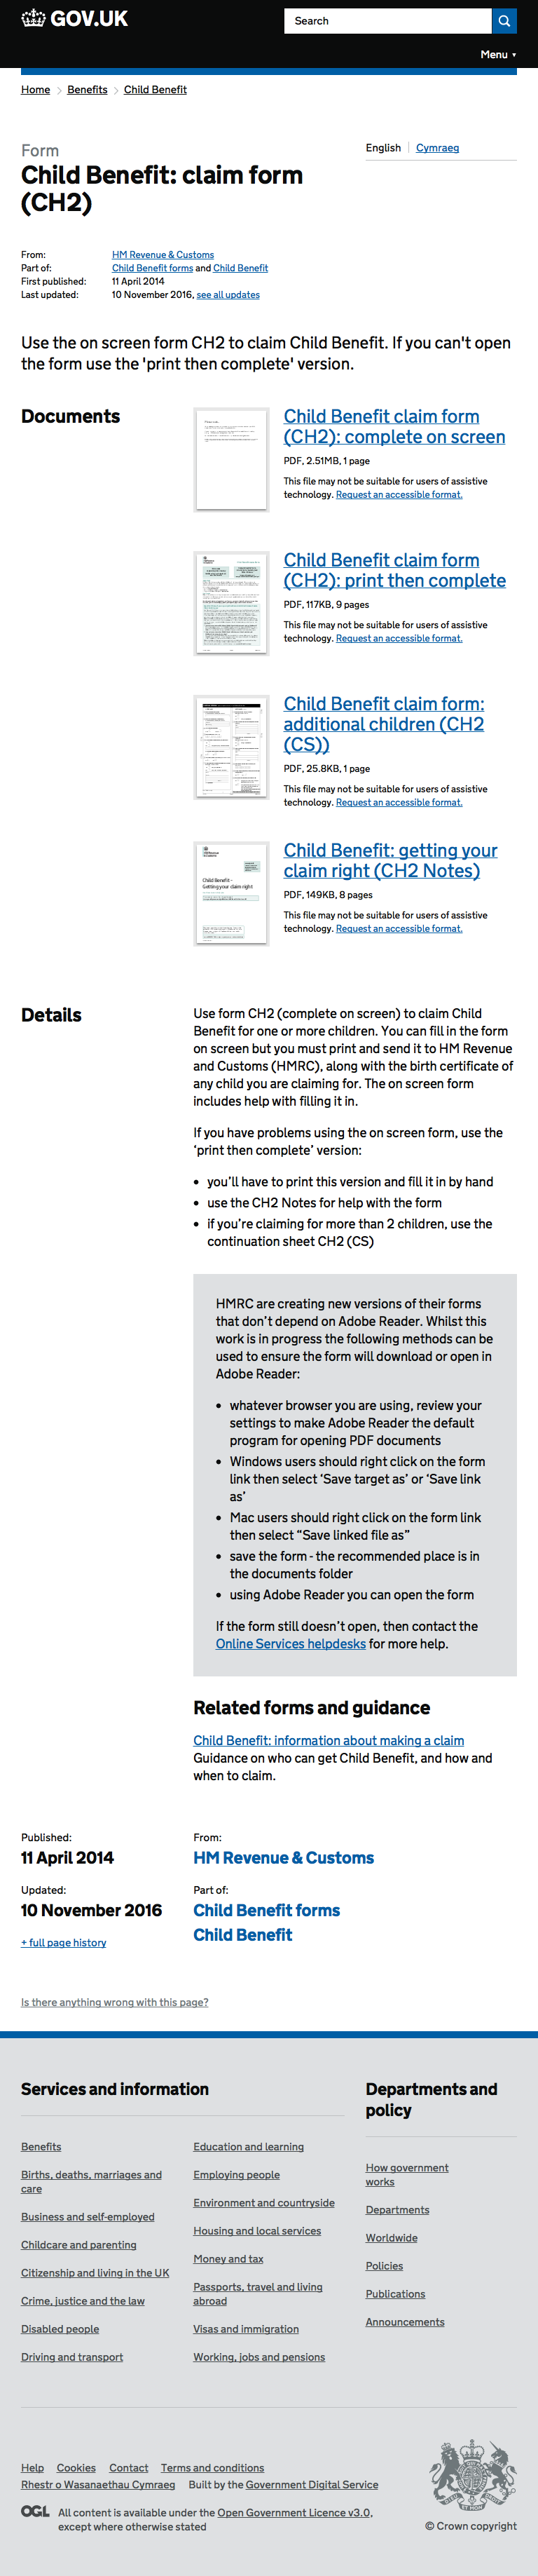 GOV.UK
Search
Menu
Home
Benefits
Child Benefit
Form
Child Benefit: claim form
(CH2)
English
Cymraeg
From:
HM Revenue & Customs
Part of:
Child Benefit forms and Child Benefit
First published:
11 April 2014
Last updated:
10 November 2016, see all updates
Use the on screen form CH2 to claim Child Benefit. If you can't open
the form use the 'print then complete' version.
Documents
Child Benefit claim form
(CH2): complete on screen
PDF, 2.51MB, 1 page
This file may not be suitable for users of assistive
technology. Request an accessible format.
Child Benefit claim form
(CH2): print then complete
PDF, 117KB, 9 pages
This file may not be suitable for users of assistive
technology. Request an accessible format.
Child Benefit claim form:
additional children (CH2
(CS))
PDF, 25.8KB, 1 page
This file may not be suitable for users of assistive
technology. Request an accessible format.
Child Benefit -
Getting your claim right
Child Benefit: getting your
claim right (CH2 Notes)
PDF, 149KB, 8 pages
This file may not be suitable for users of assistive
technology. Request an accessible format.
Details
Use form CH2 (complete on screen) to claim Child
Benefit for one or more children. You can fill in the form
on screen but you must print and send it to HM Revenue
and Customs (HMRC), along with the birth certificate of
any child you are claiming for. The on screen form
includes help with filling it in.
If you have problems using the on screen form, use the
‘print then complete’ version:
• you’ll have to print this version and fill it in by hand
• use the CH2 Notes for help with the form
• if you’re claiming for more than 2 children, use the
continuation sheet CH2 (CS)
HMRC are creating new versions of their forms
that don’t depend on Adobe Reader. Whilst this
work is in progress the following methods can be
used to ensure the form will download or open in
Adobe Reader:
• whatever browser you are using, review your
settings to make Adobe Reader the default
program for opening PDF documents
• Windows users should right click on the form
link then select ‘Save target as’ or ‘Save link
as’
• Mac users should right click on the form link
then select “Save linked file as”
• save the form - the recommended place is in
the documents folder
• using Adobe Reader you can open the form
If the form still doesn’t open, then contact the
Online Services helpdesks for more help.
Related forms and guidance
Child Benefit: information about making a claim
Guidance on who can get Child Benefit, and how and
when to claim.
Published:
11 April 2014
From:
HM Revenue & Customs
Updated:
10 November 2016
Part of:
Child Benefit forms
Child Benefit
+ full page history
Is there anything wrong with this page?
Services and information
Benefits
Births, deaths, marriages and
care
Business and self-employed
Childcare and parenting
Citizenship and living in the UK
Crime, justice and the law
Disabled people
Driving and transport
Education and learning
Employing people
Environment and countryside
Housing and local services
Money and tax
Passports, travel and living
abroad
Visas and immigration
Working, jobs and pensions
Departments and
policy
How government
works
Departments
Worldwide
Policies
Publications
Announcements
Help
Cookies
Contact
Terms and conditions
Rhestr o Wasanaethau Cymraeg
Built by the Government Digital Service
OGL
All content is available under the Open Government Licence v3.0,
except where otherwise stated
© Crown copyright